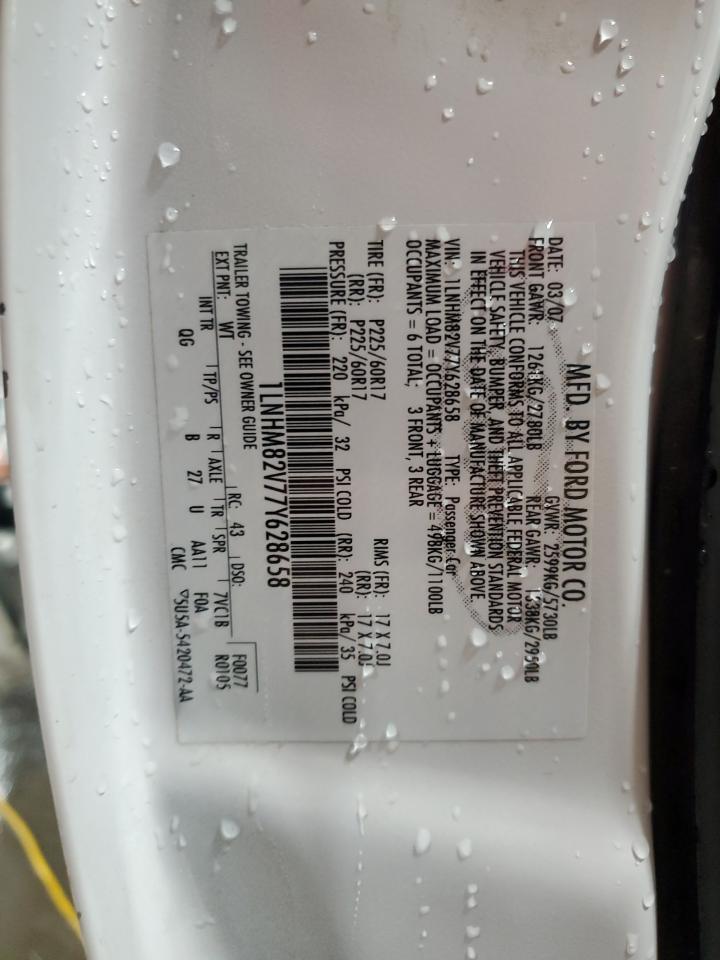 MFD. BY FORD MOTOR CO.
DATE: 03/07 GVWR: 2599KG/5730LB
FRONT GAWR: 1261KG/2780LB REAR GAWR: 1338KG/2950LB
THIS VEHICLE CONFORMS TO ALL APPLICABLE FEDERAL MOTOR
VEHICLE SAFETY, BUMPER, AND THEFT PREVENTION STANDARDS
IN EFFECT ON THE DATE OF MANUFACTURE SHOWN ABOVE.
VIN: 1LNHM82V77Y628658 TYPE: Passenger Car
MAXIMUM LOAD = OCCUPANTS + LUGGAGE = 498KG/1100LB
OCCUPANTS = 6 TOTAL; 3 FRONT, 3 REAR
TIRE (FR): P225/60R17 RIMS (FR): 17 X 7.0J
(RR): P225/60R17 (RR): 17 X 7.0J
PRESSURE (FR): 220 kPa/ 32 PSI COLD (RR): 240 kPa/ 35 PSI COLD
1LNHM82V77Y628658
TRAILER TOWING - SEE OWNER GUIDE
F0077
EXT PNT: WT RC: 43 DSO: R0105
INT TR TP/PS R AXLE TR SPR 7VC1B
QG B 27 U AA11 FOA
CMC ▽5U5A-5420472-AA